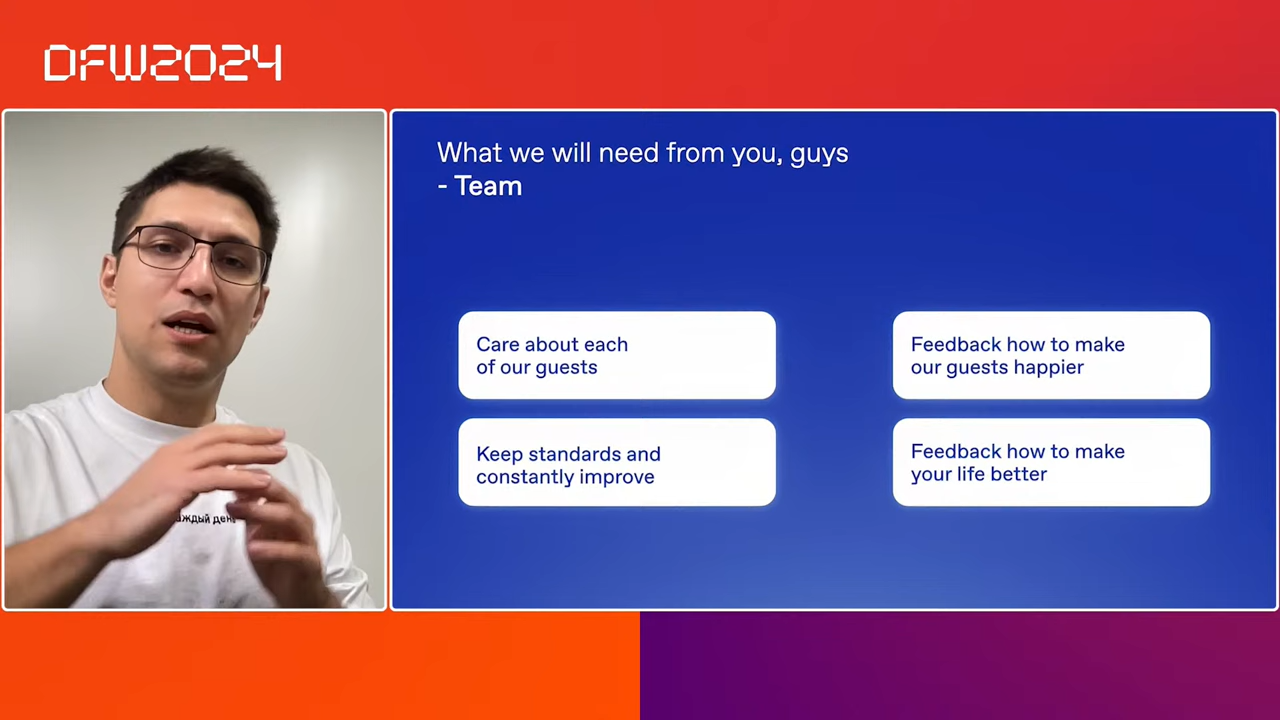 DFW2024
What we will need from you, guys
- Team
Care about each
of our guests
Feedback how to make
our guests happier
Keep standards and
constantly improve
Feedback how to make
your life better
день